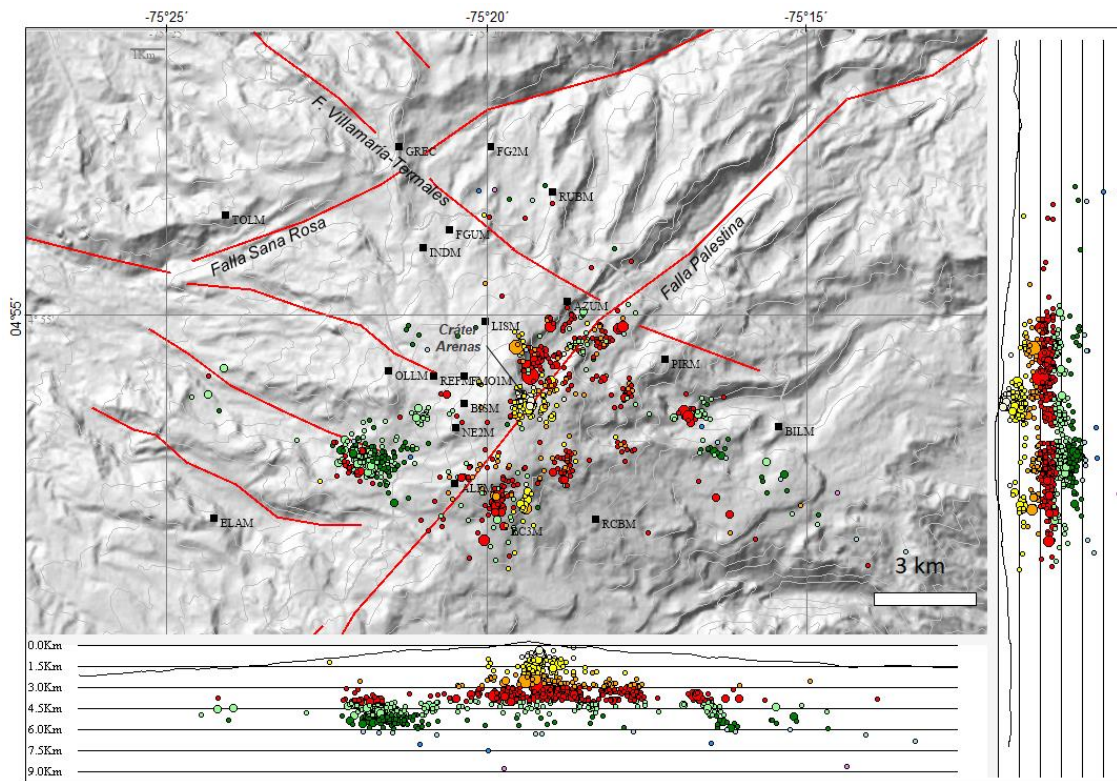 -75°25'
-75°20'
-75°15'
1Km
F. Villamaría-Termales
GREC
FG2M
RUBM
TOLM
Falla Sana Rosa
FGUM
INDM
Falla Palestina
AZUM
04°55'
LISM
Cráter
Arenas
PIRM
OLLM
BISM
NE2M
BILM
ELAM
RCBM
3 km
0.0Km
1.5Km
3.0Km
4.5Km
6.0Km
7.5Km
9.0Km